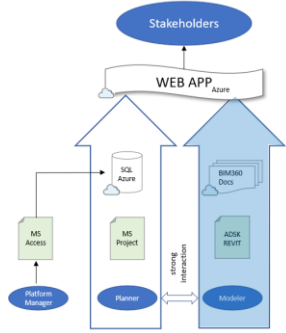 Stakeholders
WEB APP
Azure
SQL
Azure
BIM360
Docs
MS
Access
MS
Project
ADSK
REVIT
strong
interaction
Platform
Manager
Planner
Modeler